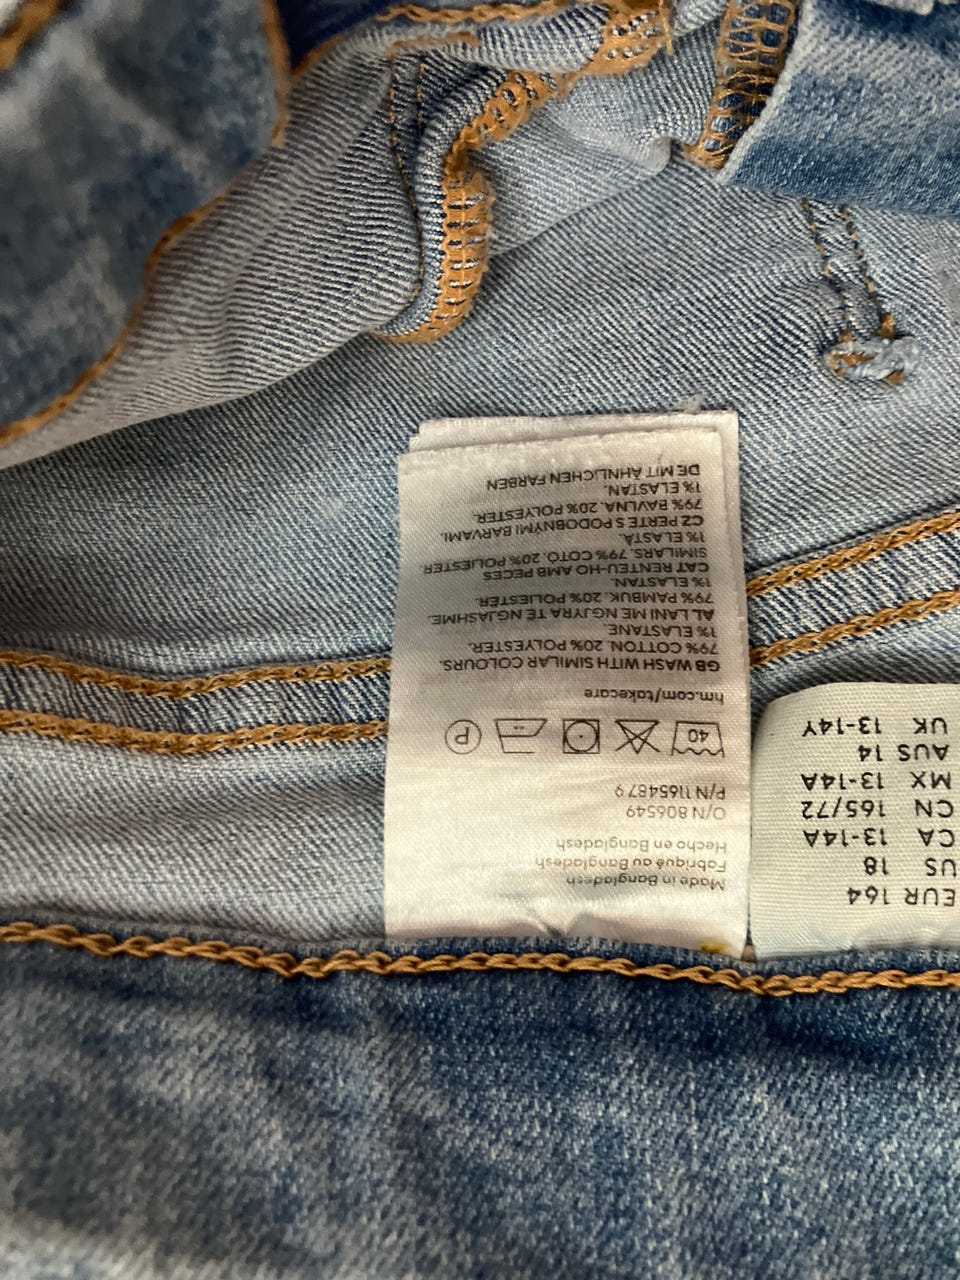 Made in Bangladesh
Fabriqué au Bangladesh
Hecho en Bangladesh
O/N 806549
P/N 1165487 9
40
P
hm.com/takecare
GB WASH WITH SIMILAR COLOURS.
79% COTTON. 20% POLYESTER.
1% ELASTANE.
AL LANI ME NGJYRA TE NGJASHME.
79% PAMBUK. 20% POLYESTER.
1% ELASTAN.
CAT RENTEU-HO AMB PECES
SIMILARS. 79% COTÓ. 20% POLIESTER
1% ELASTÀ.
CZ PERTE S PODOBNÝMI BARVAMI.
79% BAVLNA. 20% POLYESTER.
1% ELASTAN.
DE MIT ÄHNLICHEN FARBEN
EUR 164
US 18
CA 13-14A
CN 165/72
MX 13-14A
AUS 14
UK 13-14Y